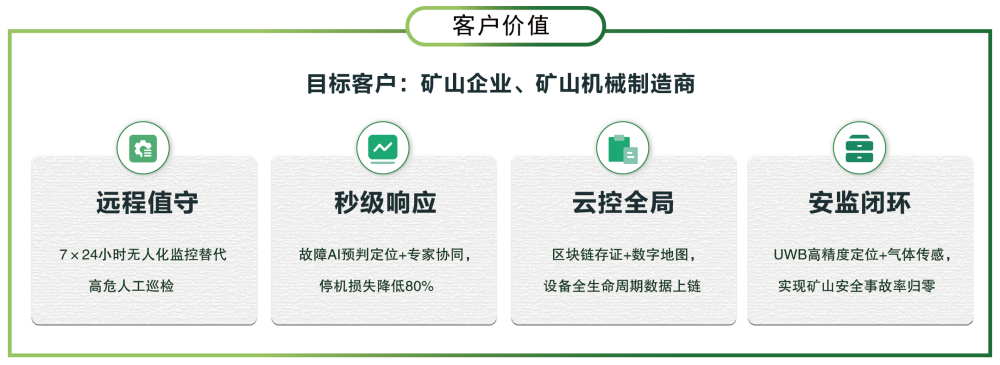 客户价值
目标客户：矿山企业、矿山机械制造商
远程值守
7×24小时无人化监控替代
高危人工巡检
秒级响应
故障AI预判定位+专家协同，
停机损失降低80%
云控全局
区块链存证+数字地图，
设备全生命周期数据上链
安监闭环
UWB高精度定位+气体传感，
实现矿山安全事故率归零